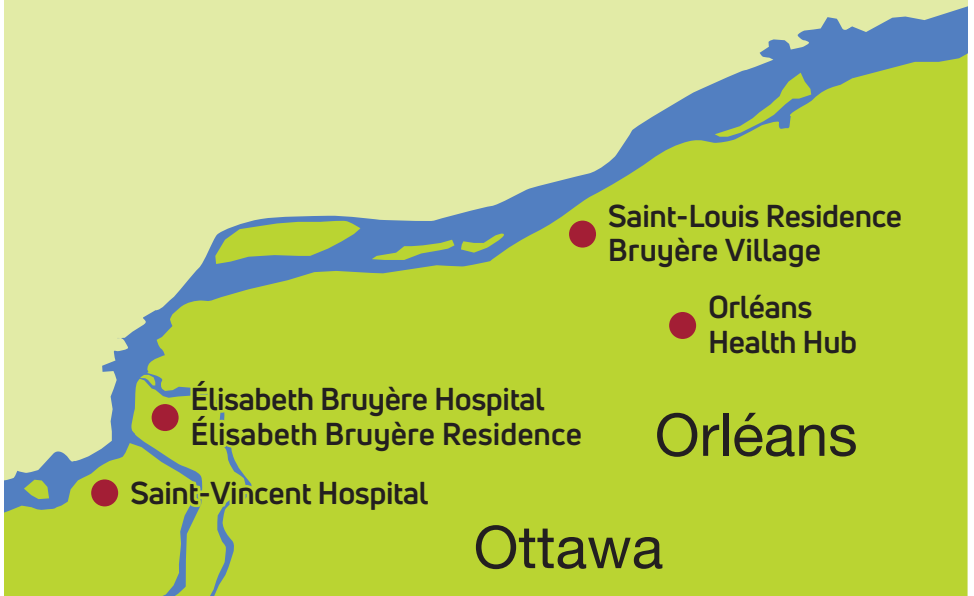 Saint-Louis Residence
Bruyère Village
Orléans
Health Hub
Élisabeth Bruyère Hospital
Élisabeth Bruyère Residence
Orléans
Saint-Vincent Hospital
Ottawa